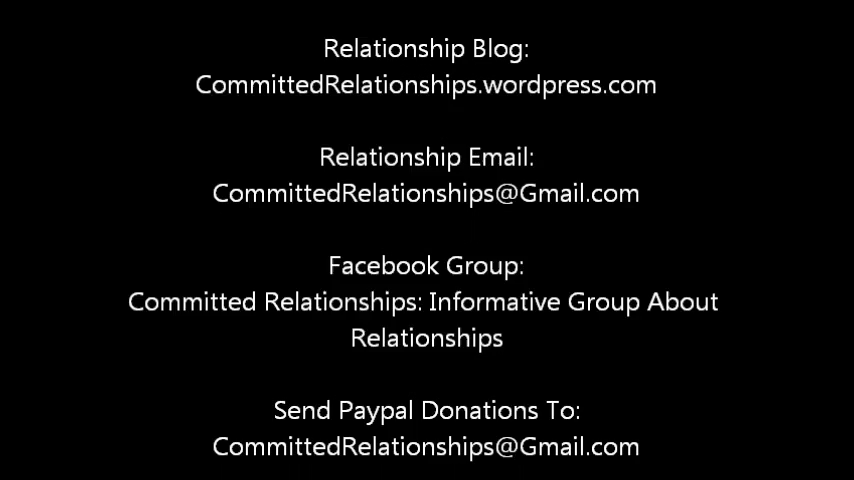 Relationship Blog:
CommittedRelationships.wordpress.com
Relationship Email:
CommittedRelationships@Gmail.com
Facebook Group:
Committed Relationships: Informative Group About
Relationships
Send Paypal Donations To:
CommittedRelationships@Gmail.com